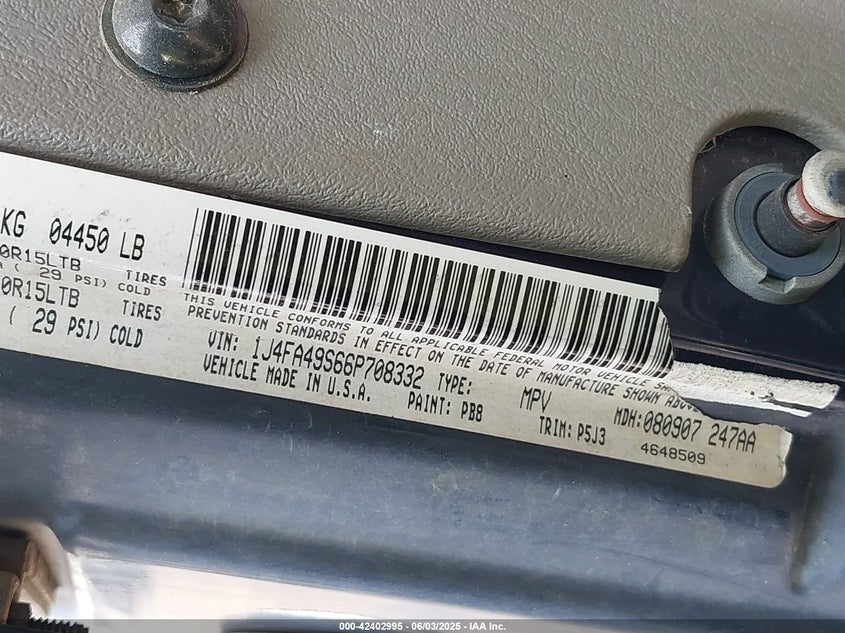 KG 04450 LB
0R15LTB TIRES
( 29 PSI) COLD
0R15LTB TIRES
( 29 PSI) COLD
THIS VEHICLE CONFORMS TO ALL APPLICABLE FEDERAL MOTOR VEHICLE
PREVENTION STANDARDS IN EFFECT ON THE DATE OF MANUFACTURE SHOWN ABOVE
VIN: 1J4FA49S66P708332 TYPE: MPV MDH:080907 247AA
VEHICLE MADE IN U.S.A. PAINT: PB8 TRIM: P5J3 4648509
000-42402995 - 06/03/2025 - IAA Inc.